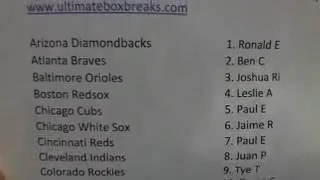 www.ultimateboxbreaks.com
Arizona Diamondbacks 1. Ronald E
Atlanta Braves 2. Ben C
Baltimore Orioles 3. Joshua Ri
Boston Redsox 4. Leslie A
Chicago Cubs 5. Paul E
Chicago White Sox 6. Jaime R
Cincinnati Reds 7. Paul E
Cleveland Indians 8. Juan P
Colorado Rockies 9. Tye T